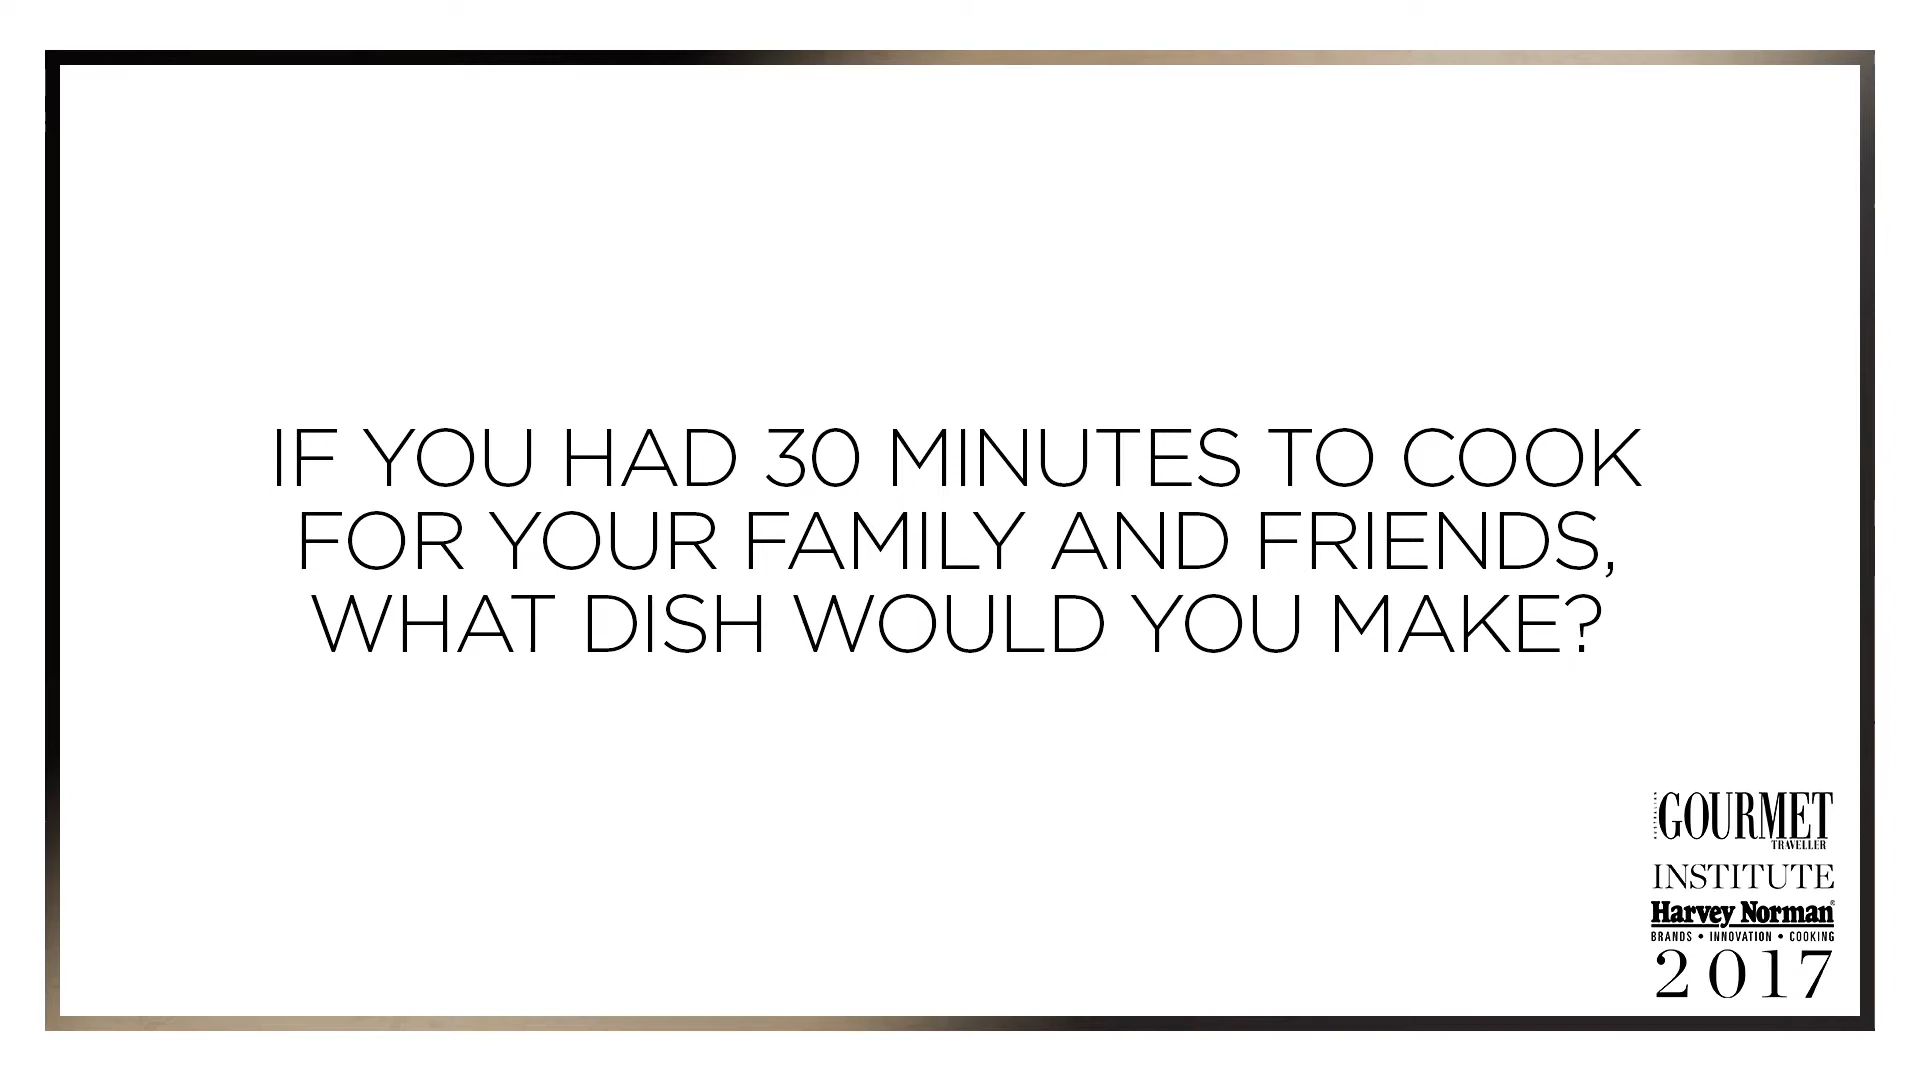 IF YOU HAD 30 MINUTES TO COOK
FOR YOUR FAMILY AND FRIENDS,
WHAT DISH WOULD YOU MAKE?
AUSTRALIAN
GOURMET
TRAVELLER
INSTITUTE
Harvey Norman®
BRANDS • INNOVATION • COOKING
2017